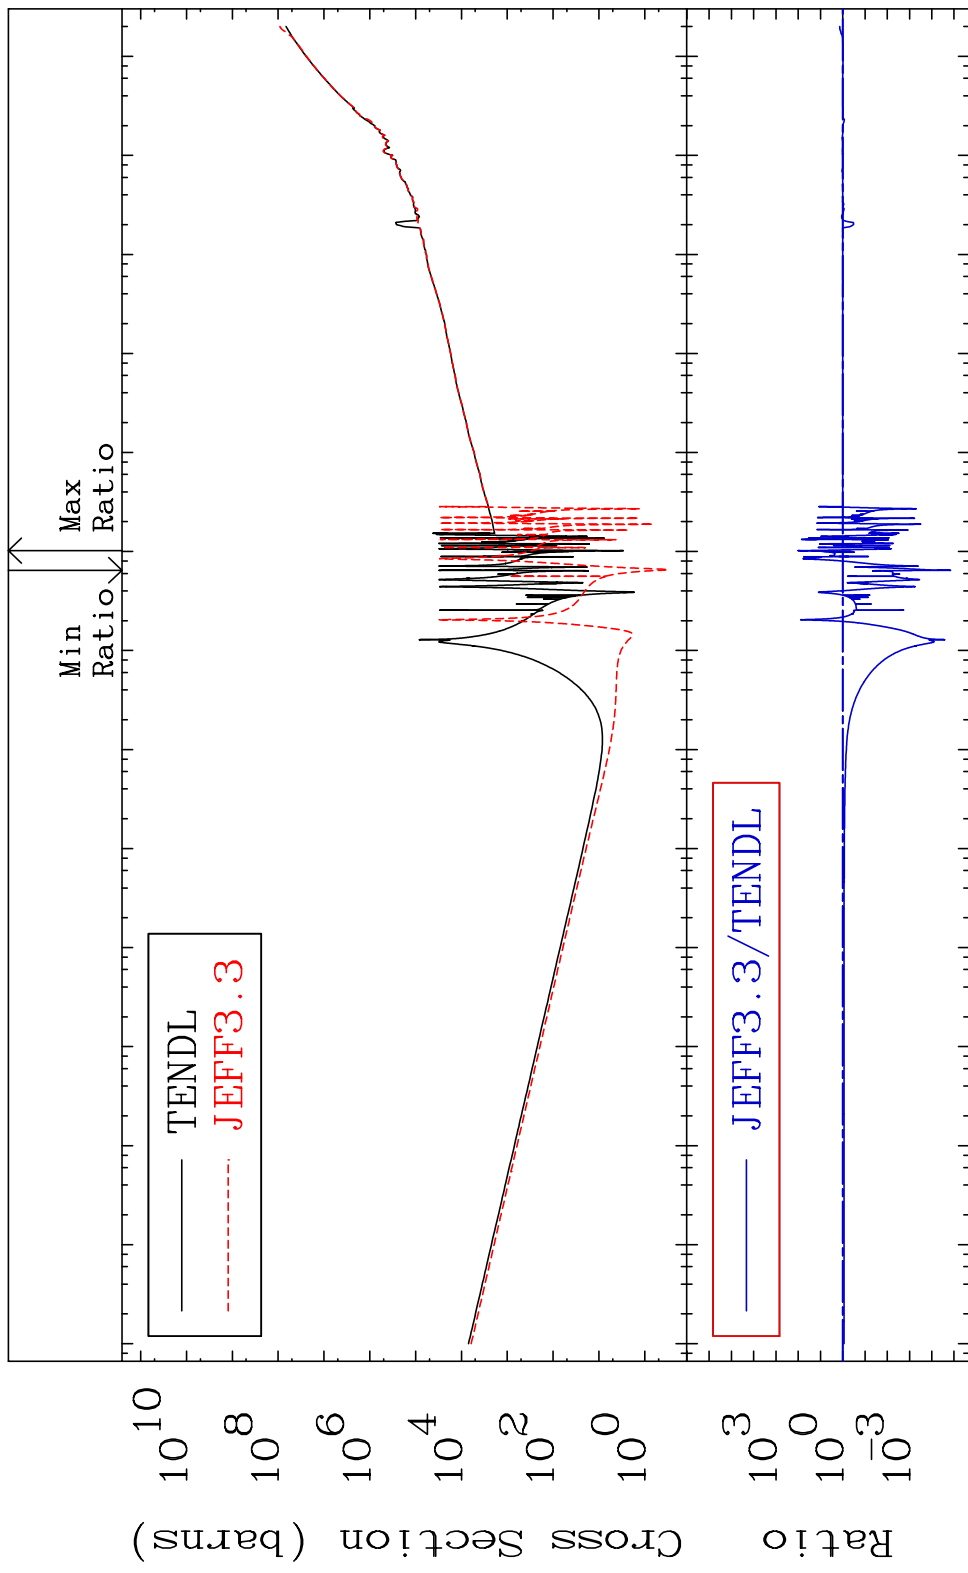 Min
Ratio
Max
Ratio
TENDL
JEFF3.3
JEFF3.3/TENDL
Cross Section (barns)
10 10
10 8
10 6
10 4
10 2
10 0
Ratio
10 3
10 0
10 -3